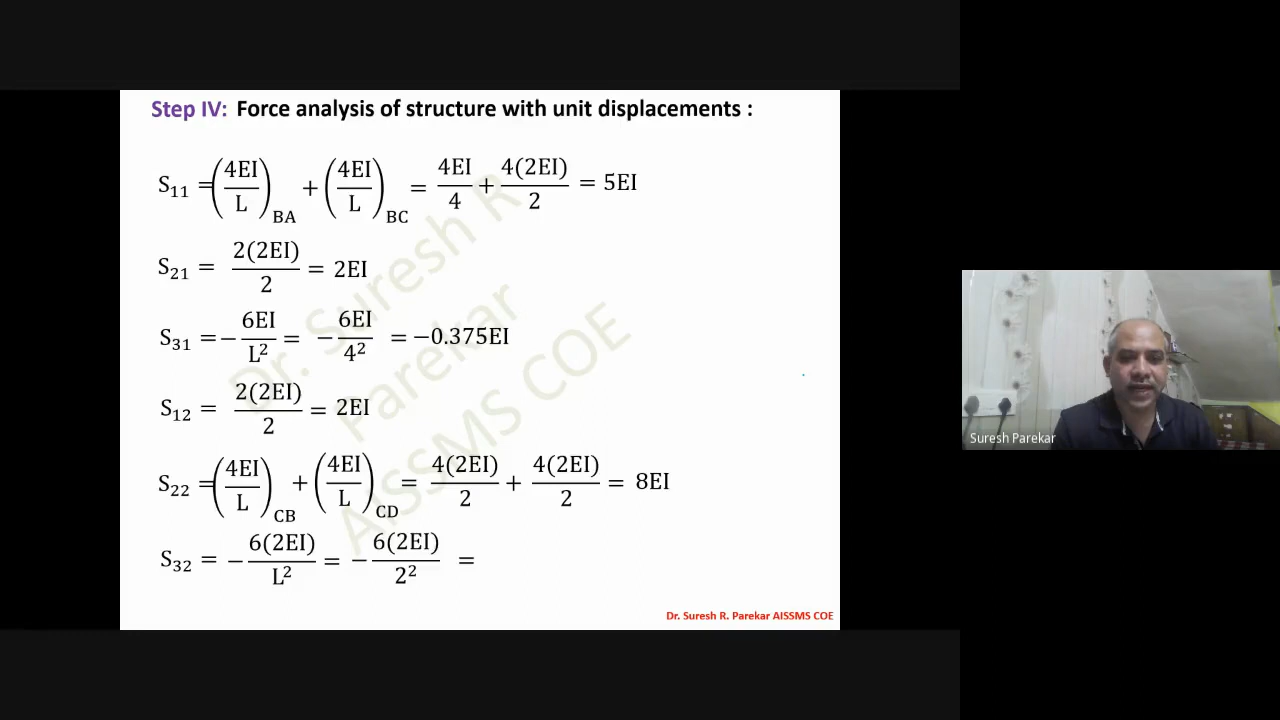 Step IV: Force analysis of structure with unit displacements :
S₁₁ = (4EI/L)_BA + (4EI/L)_BC = 4EI/4 + 4(2EI)/2 = 5EI
S₂₁ = 2(2EI)/2 = 2EI
S₃₁ = − 6EI/L² = − 6EI/4² = −0.375EI
S₁₂ = 2(2EI)/2 = 2EI
S₂₂ = (4EI/L)_CB + (4EI/L)_CD = 4(2EI)/2 + 4(2EI)/2 = 8EI
S₃₂ = − 6(2EI)/L² = − 6(2EI)/2² =
Dr. Suresh R
Parekar
AISSMS COE
Dr. Suresh R. Parekar AISSMS COE
Suresh Parekar